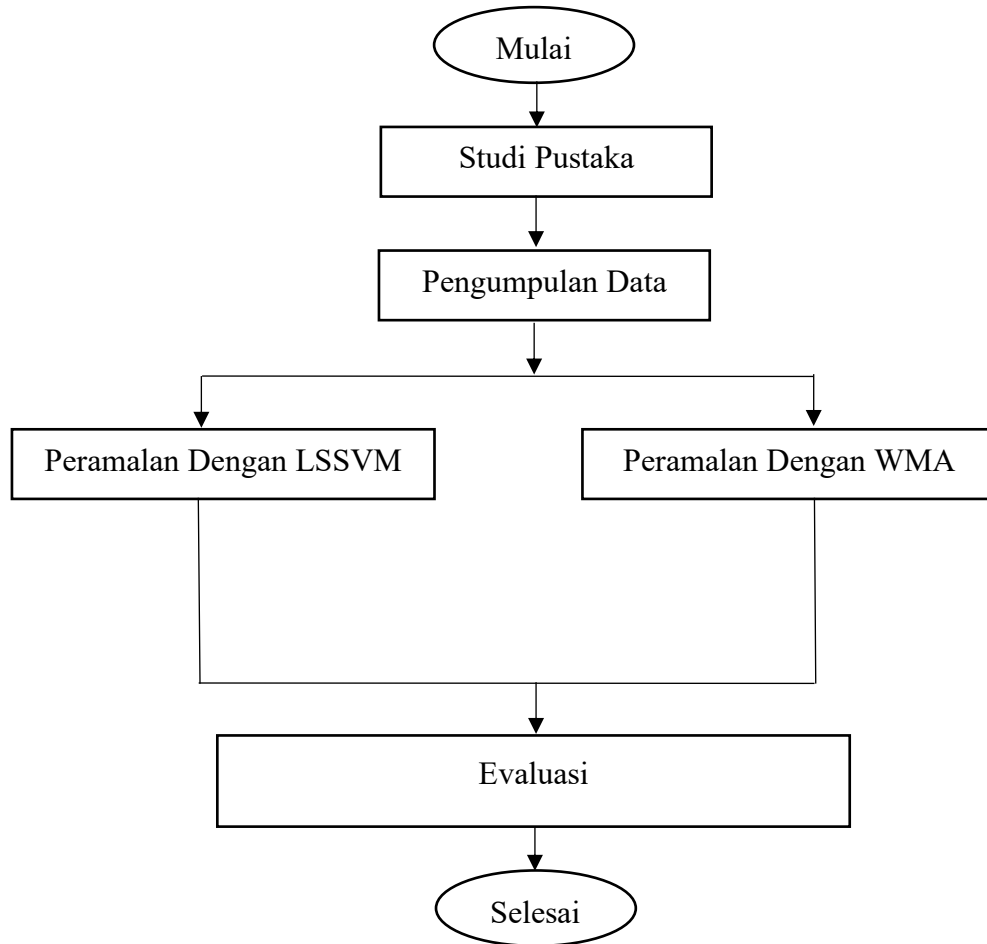 Mulai
Studi Pustaka
Pengumpulan Data
Peramalan Dengan LSSVM
Peramalan Dengan WMA
Evaluasi
Selesai